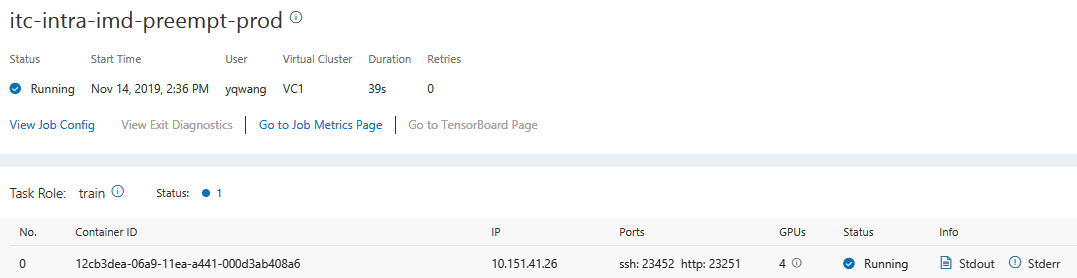 itc-intra-imd-preempt-prod
Status Start Time User Virtual Cluster Duration Retries
Running Nov 14, 2019, 2:36 PM yqwang VC1 39s 0
View Job Config View Exit Diagnostics Go to Job Metrics Page Go to TensorBoard Page
Task Role: train Status: 1
No. Container ID IP Ports GPUs Status Info
0 12cb3dea-06a9-11ea-a441-000d3ab408a6 10.151.41.26 ssh: 23452 http: 23251 4 Running Stdout Stderr